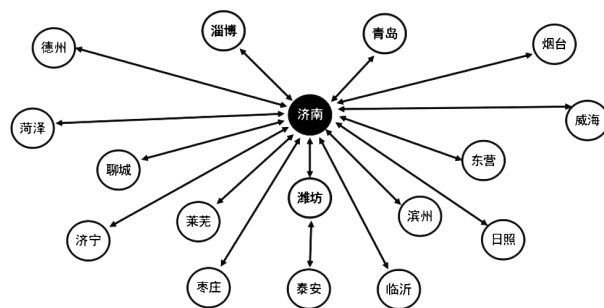 淄博
青岛
德州
烟台
济南
菏泽
威海
聊城
东营
潍坊
莱芜
滨州
济宁
日照
枣庄
泰安
临沂